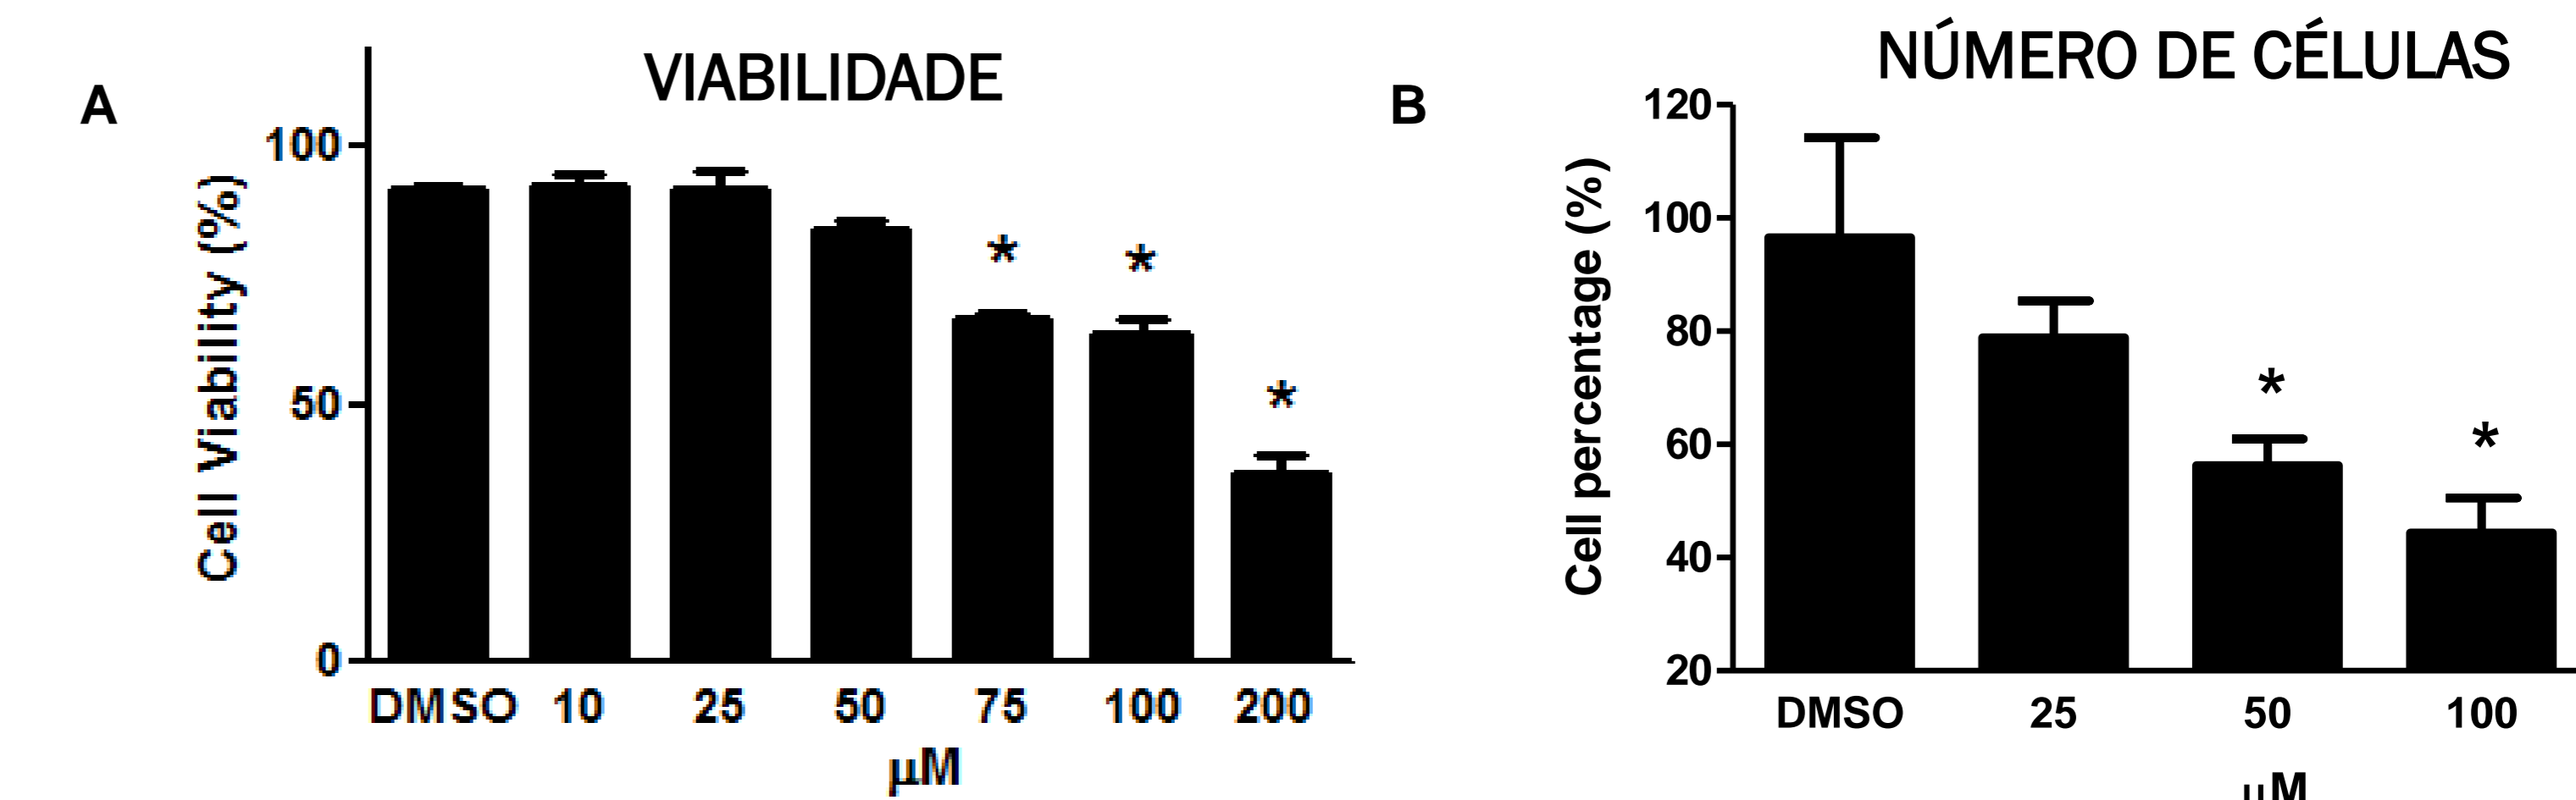 A
VIABILIDADE
Cell Viability (%)
100
50
0
*
*
*
DMSO 10 25 50 75 100 200
µM
B
NÚMERO DE CÉLULAS
Cell percentage (%)
120
100
80
60
40
20
*
*
DMSO 25 50 100
µM